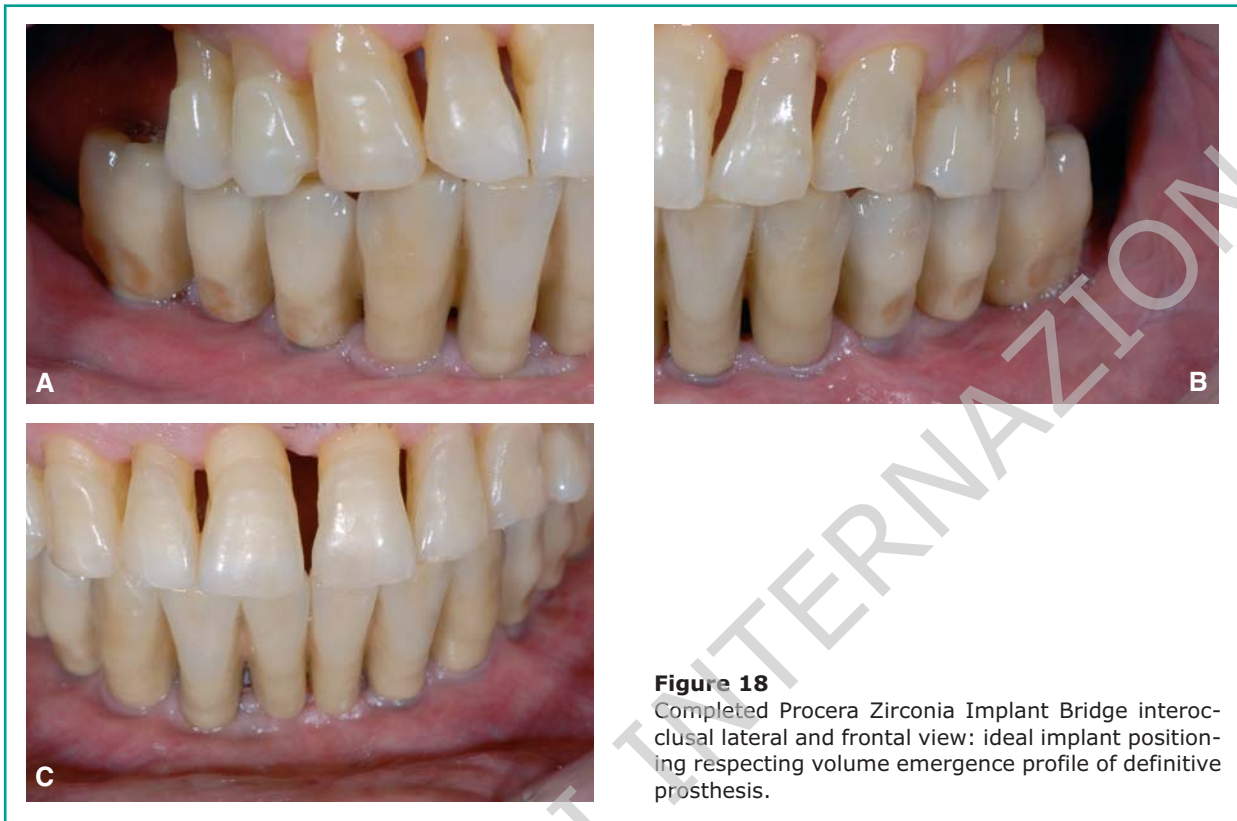 A
B
C
Figure 18
Completed Procera Zirconia Implant Bridge interoc-
clusal lateral and frontal view: ideal implant position-
ing respecting volume emergence profile of definitive
prosthesis.
I INTERNAZION